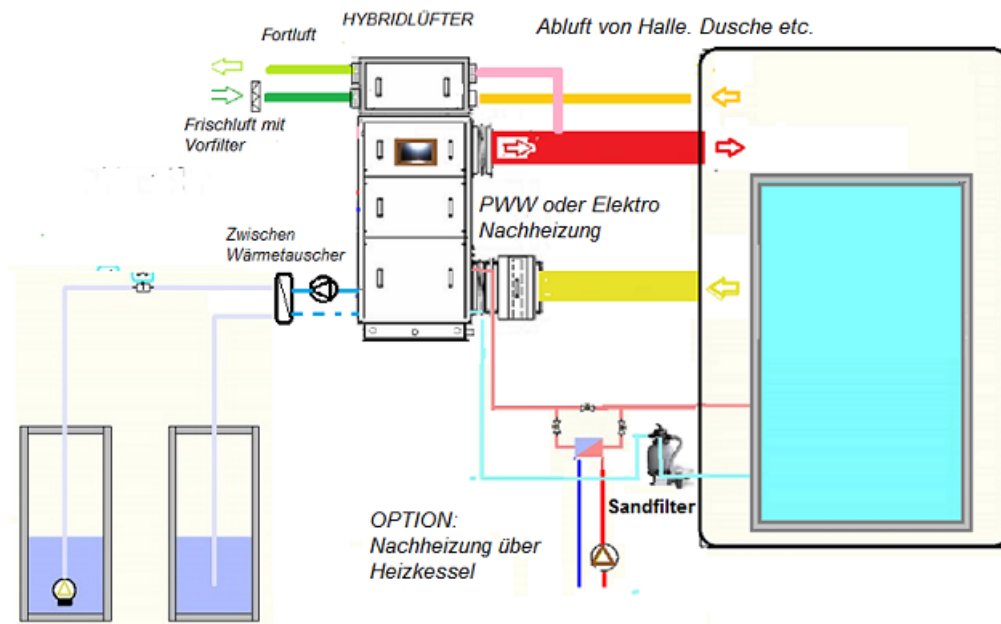 HYBRIDLÜFTER
Fortluft
Abluft von Halle. Dusche etc.
Frischluft mit
Vorfilter
PWW oder Elektro
Nachheizung
Zwischen
Wärmetauscher
Sandfilter
OPTION:
Nachheizung über
Heizkessel